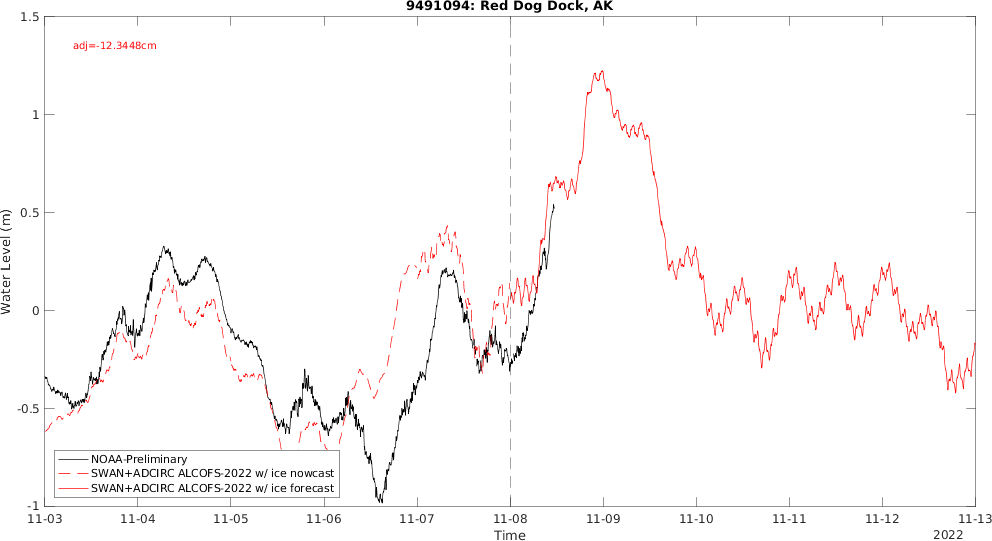 9491094: Red Dog Dock, AK
adj=-12.3448cm
1.5
1
0.5
0
-0.5
-1
Water Level (m)
NOAA-Preliminary
SWAN+ADCIRC ALCOFS-2022 w/ ice nowcast
SWAN+ADCIRC ALCOFS-2022 w/ ice forecast
11-03 11-04 11-05 11-06 11-07 11-08 11-09 11-10 11-11 11-12 11-13
Time
2022